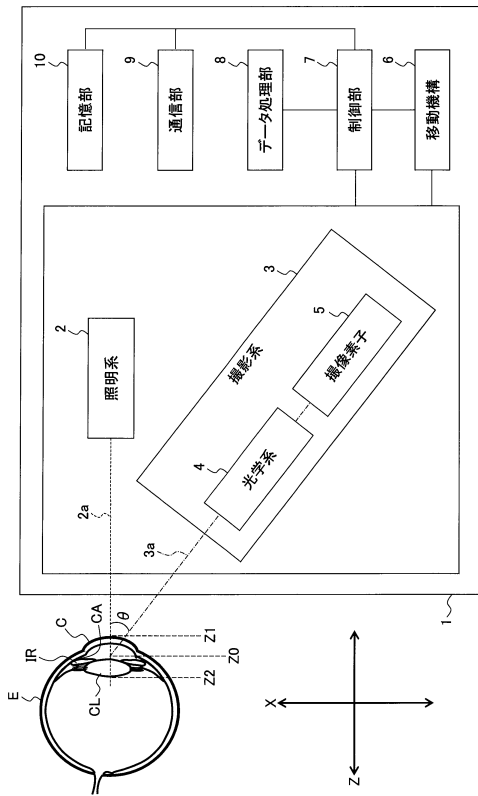 10
記憶部
9
通信部
8
データ処理部
7
制御部
6
移動機構
2
照明系
3
撮影系
5
撮像素子
4
光学系
2a
3a
θ
C
CA
IR
E
CL
Z1
Z0
Z2
1
X
Z